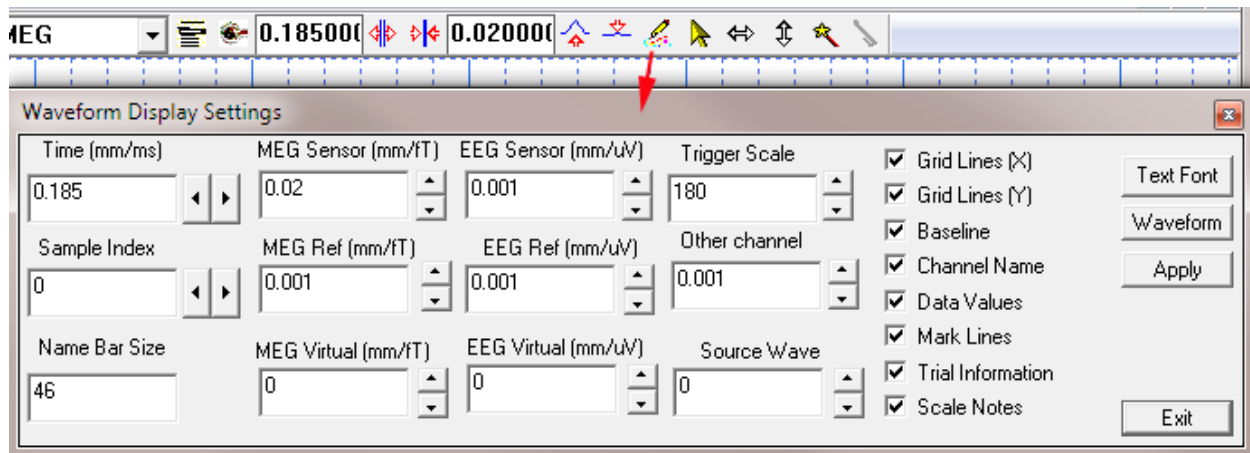 MEG 0.185000 0.020000
Waveform Display Settings
Time (mm/ms) MEG Sensor (mm/fT) EEG Sensor (mm/uV) Trigger Scale
0.185 0.02 0.001 180
Sample Index MEG Ref (mm/fT) EEG Ref (mm/uV) Other channel
0 0.001 0.001 0.001
Name Bar Size MEG Virtual (mm/fT) EEG Virtual (mm/uV) Source Wave
46 0 0 0
Grid Lines (X)
Grid Lines (Y)
Baseline
Channel Name
Data Values
Mark Lines
Trial Information
Scale Notes
Text Font
Waveform
Apply
Exit